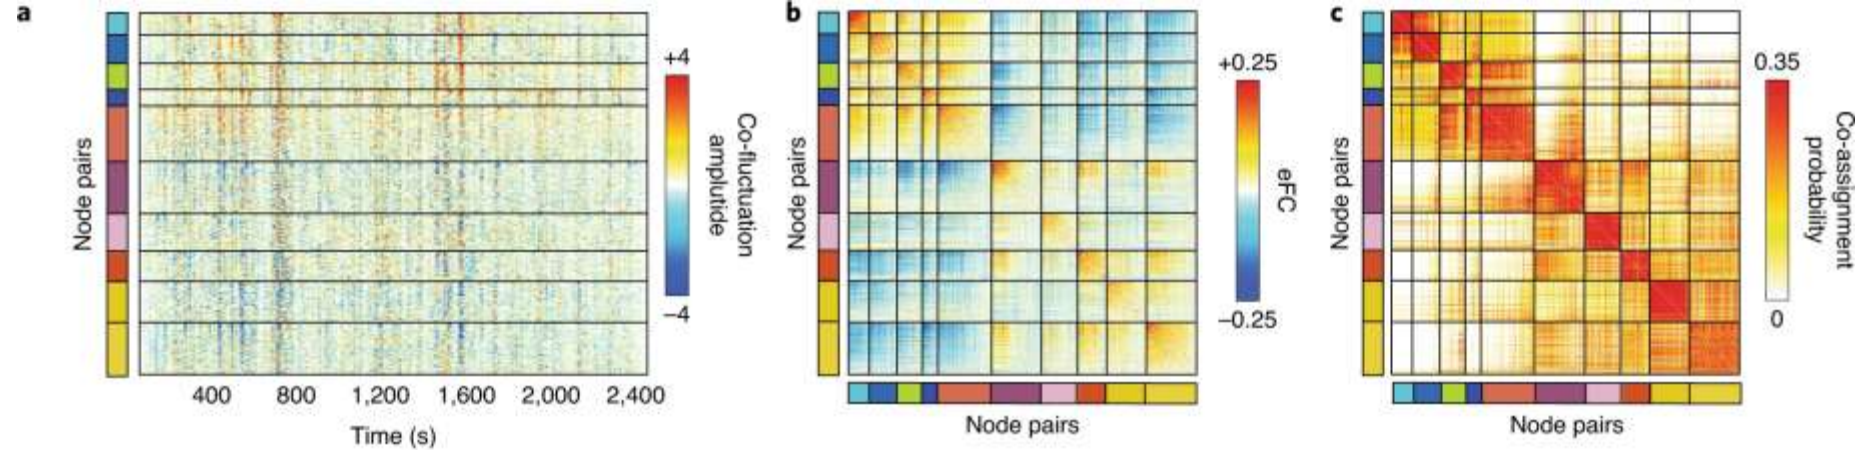 a
Node pairs
400 800 1,200 1,600 2,000 2,400
Time (s)
+4
−4
Co-fluctuation
amplutide
b
Node pairs
Node pairs
+0.25
−0.25
eFC
c
Node pairs
Node pairs
0.35
0
Co-assignment
probability